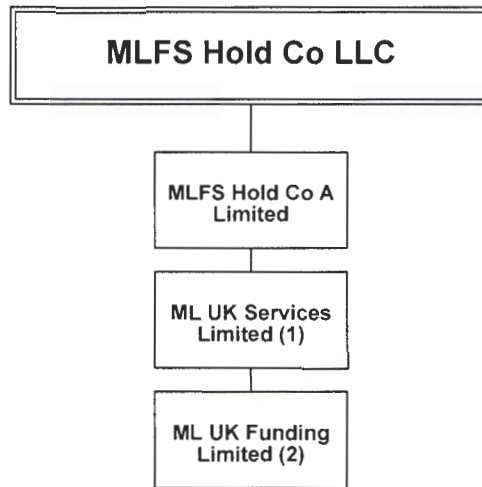 MLFS Hold Co LLC
MLFS Hold Co A
Limited
ML UK Services
Limited (1)
ML UK Funding
Limited (2)